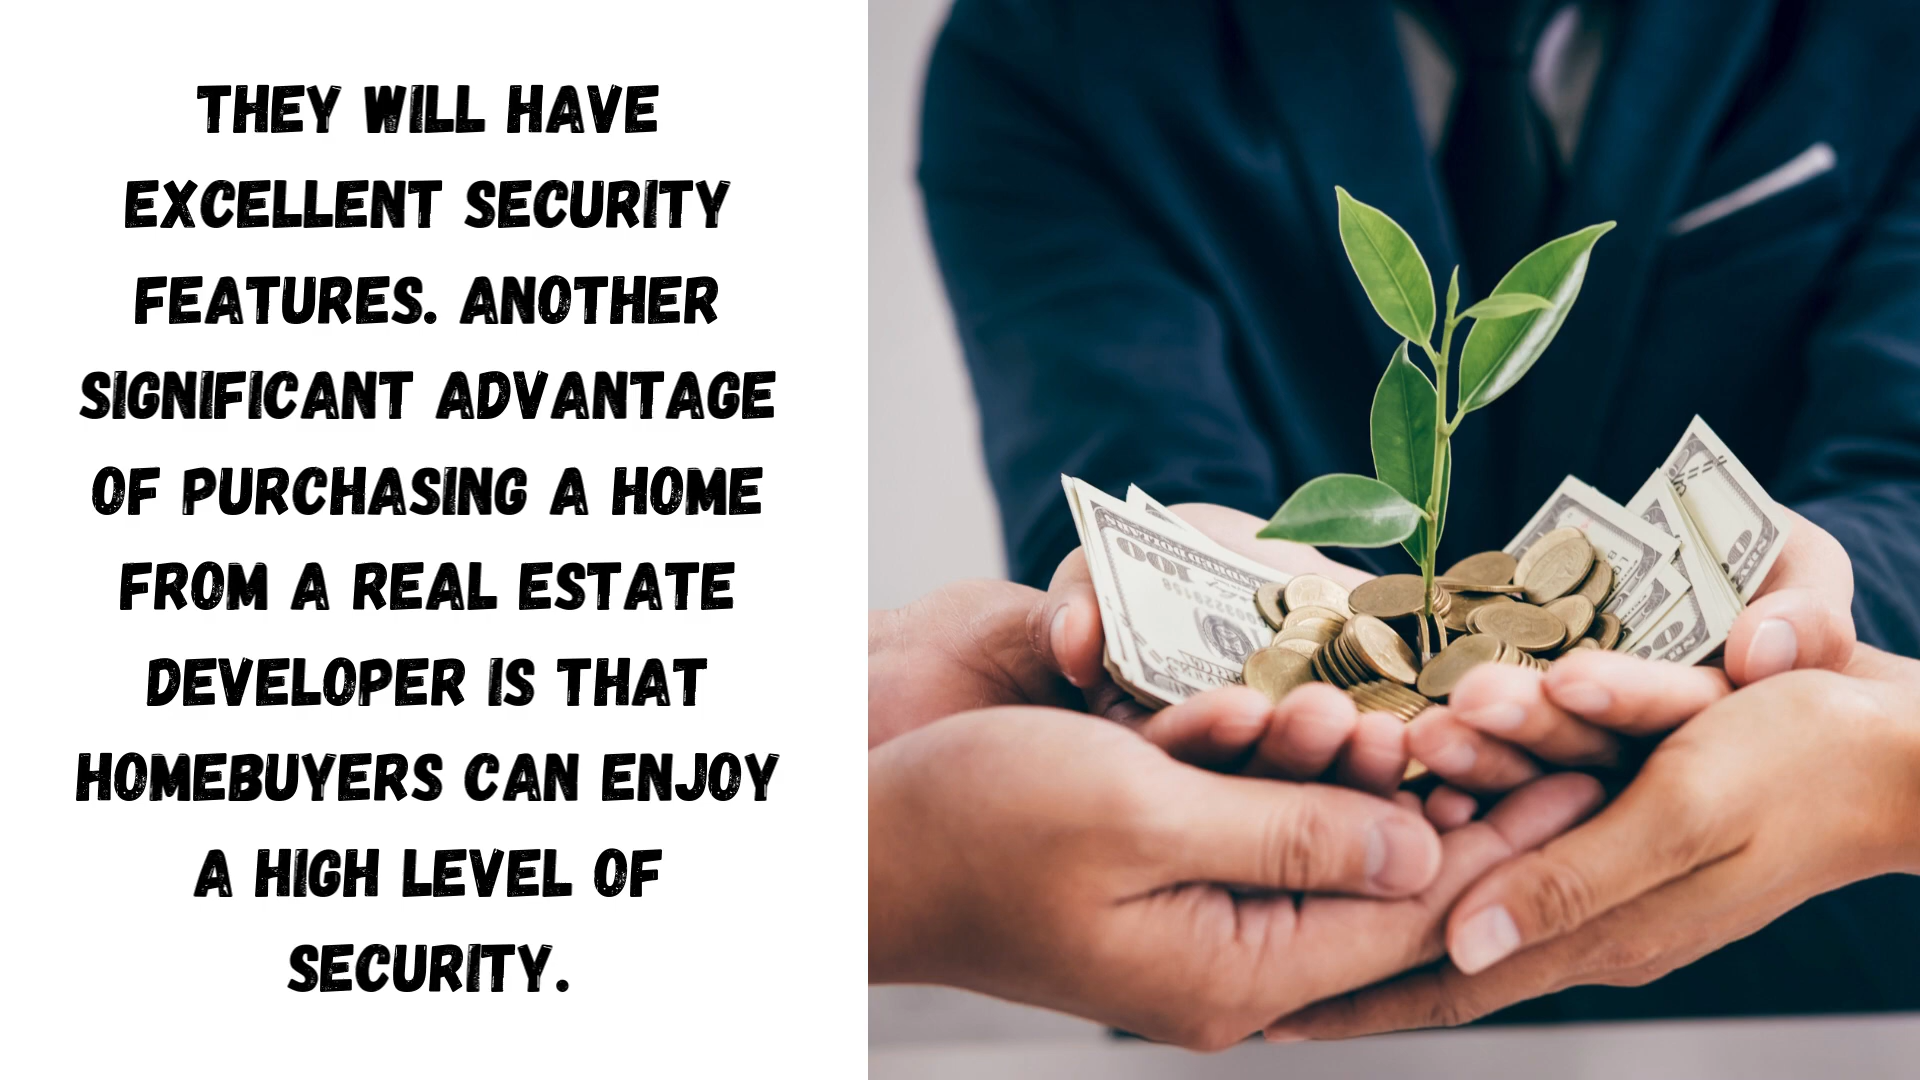 THEY WILL HAVE
EXCELLENT SECURITY
FEATURES. ANOTHER
SIGNIFICANT ADVANTAGE
OF PURCHASING A HOME
FROM A REAL ESTATE
DEVELOPER IS THAT
HOMEBUYERS CAN ENJOY
A HIGH LEVEL OF
SECURITY.
100